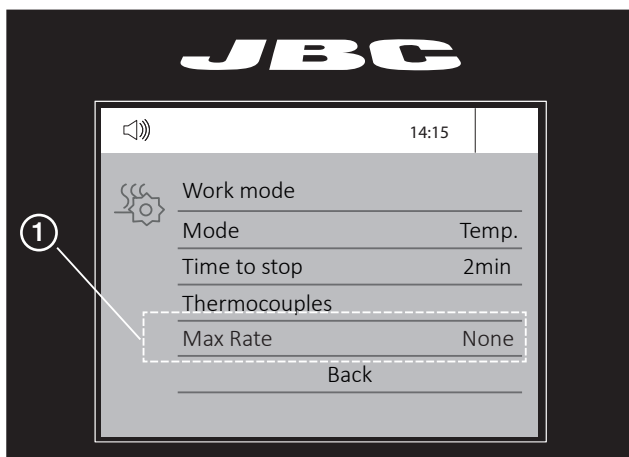 JBC
14:15
Work mode
1
Mode Temp.
Time to stop 2min
Thermocouples
Max Rate None
Back